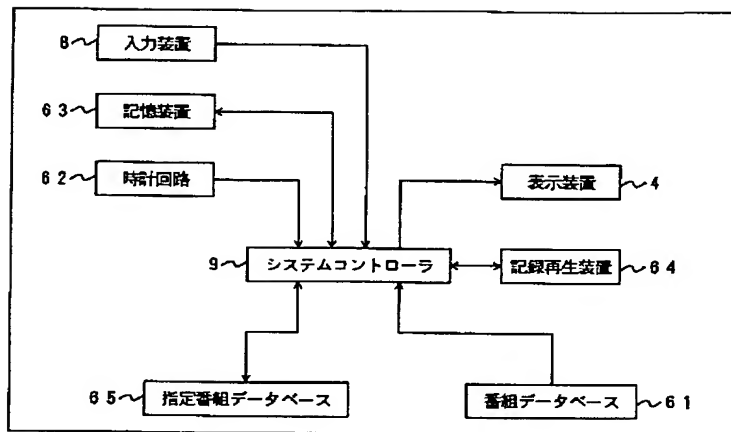 8 入力装置
63 記憶装置
62 時計回路
表示装置 4
9 システムコントローラ
記録再生装置 64
65 指定番組データベース
番組データベース 61